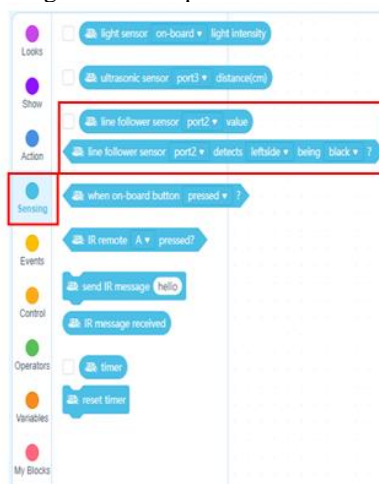 Looks
Show
Action
Sensing
Events
Control
Operators
Variables
My Blocks
light sensor on-board ▾ light intensity
ultrasonic sensor port3 ▾ distance(cm)
line follower sensor port2 ▾ value
line follower sensor port2 ▾ detects leftside ▾ being black ▾ ?
when on-board button pressed ▾ ?
IR remote A ▾ pressed?
send IR message hello
IR message received
timer
reset timer